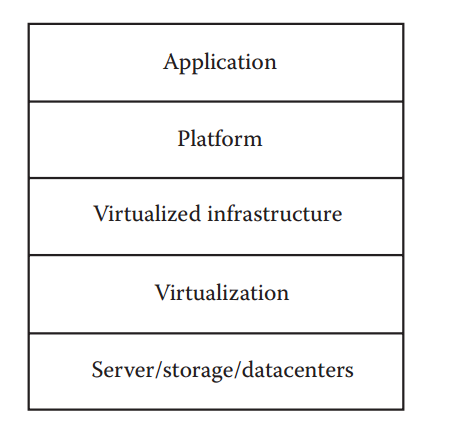 Application
Platform
Virtualized infrastructure
Virtualization
Server/storage/datacenters